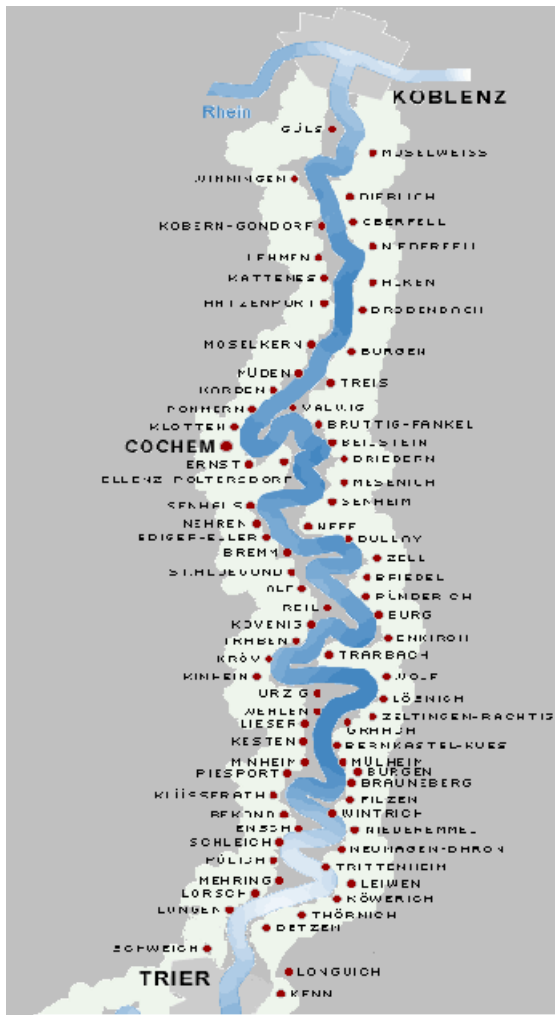 KOBLENZ
Rhein
GÜLS
MOSELWEISS
WINNINGEN
DIEBLICH
KOBERN-GONDORF
OBERFELL
NIEDERFELL
LEHMEN
KATTENES
ALKEN
HATZENPORT
BRODENBACH
MOSELKERN
BURGEN
MÜDEN
TREIS
KARDEN
POMMERN
VALWIG
KLOTTEN
BRUTTIG-FANKEL
COCHEM
BEILSTEIN
ERNST
BRIEDERN
ELLENZ POLTERSDORF
MESENICH
SENHALS
SENHEIM
NEHREN
NEEF
EDIGER-ELLER
BULLAY
BREMM
ZELL
ST.ALDEGUND
BRIEDEL
ALF
PÜNDERICH
REIL
BURG
KÖVENIG
ENKIRCH
TRABEN
TRARBACH
KRÖV
KINHEIN
WOLF
URZIG
LÖSNICH
WEHLEN
ZELTINGEN-RACHTIG
LIESER
GRAACH
KESTEN
BERNKASTEL-KUES
MINHEIM
MÜLHEIM
PIESPORT
BURGEN
BRAUNEBERG
KLÜSSERATH
FILZEN
BEKOND
WINTRICH
ENSCH
NIEDEREMMEL
SCHLEICH
NEUMAGEN-DHRON
PÖLICH
TRITTENHEIM
MEHRING
LEIWEN
LÖRSCH
KÖWERICH
LONGEN
THÖRNICH
DETZEN
SCHWEICH
TRIER
LONGUICH
KENN